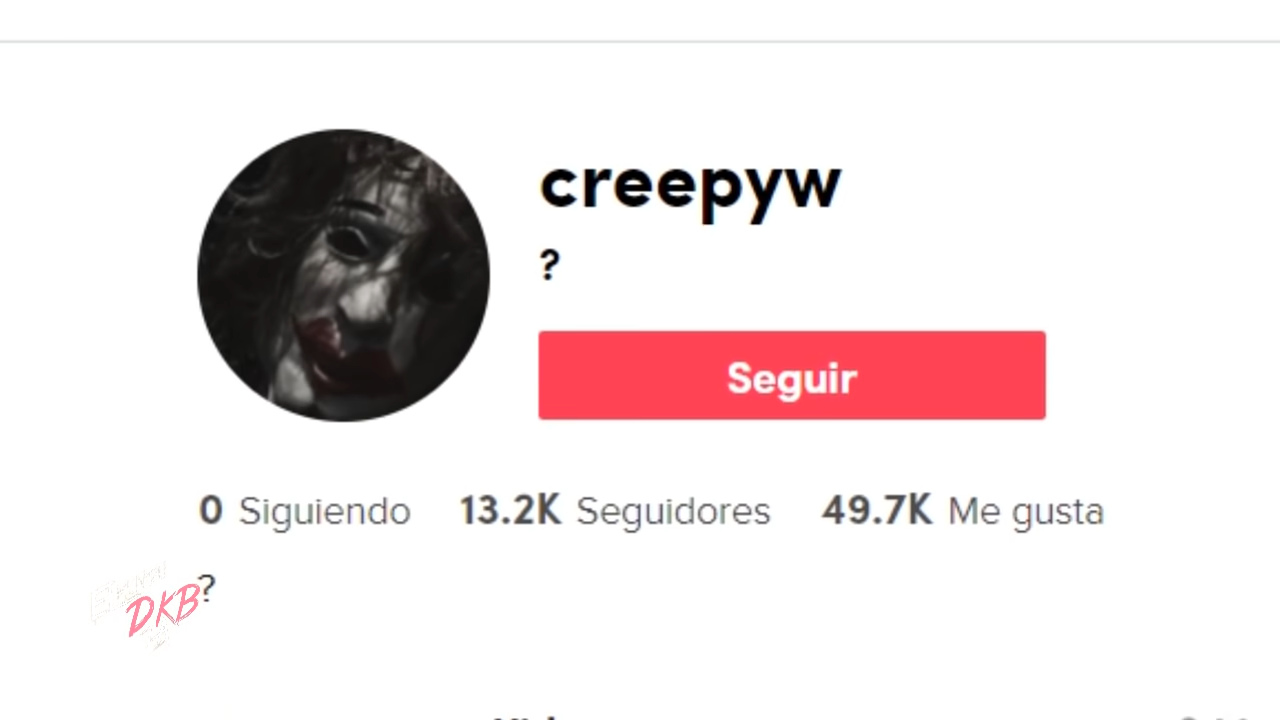 creepyw
?
Seguir
0 Siguiendo 13.2K Seguidores 49.7K Me gusta
?
DKB